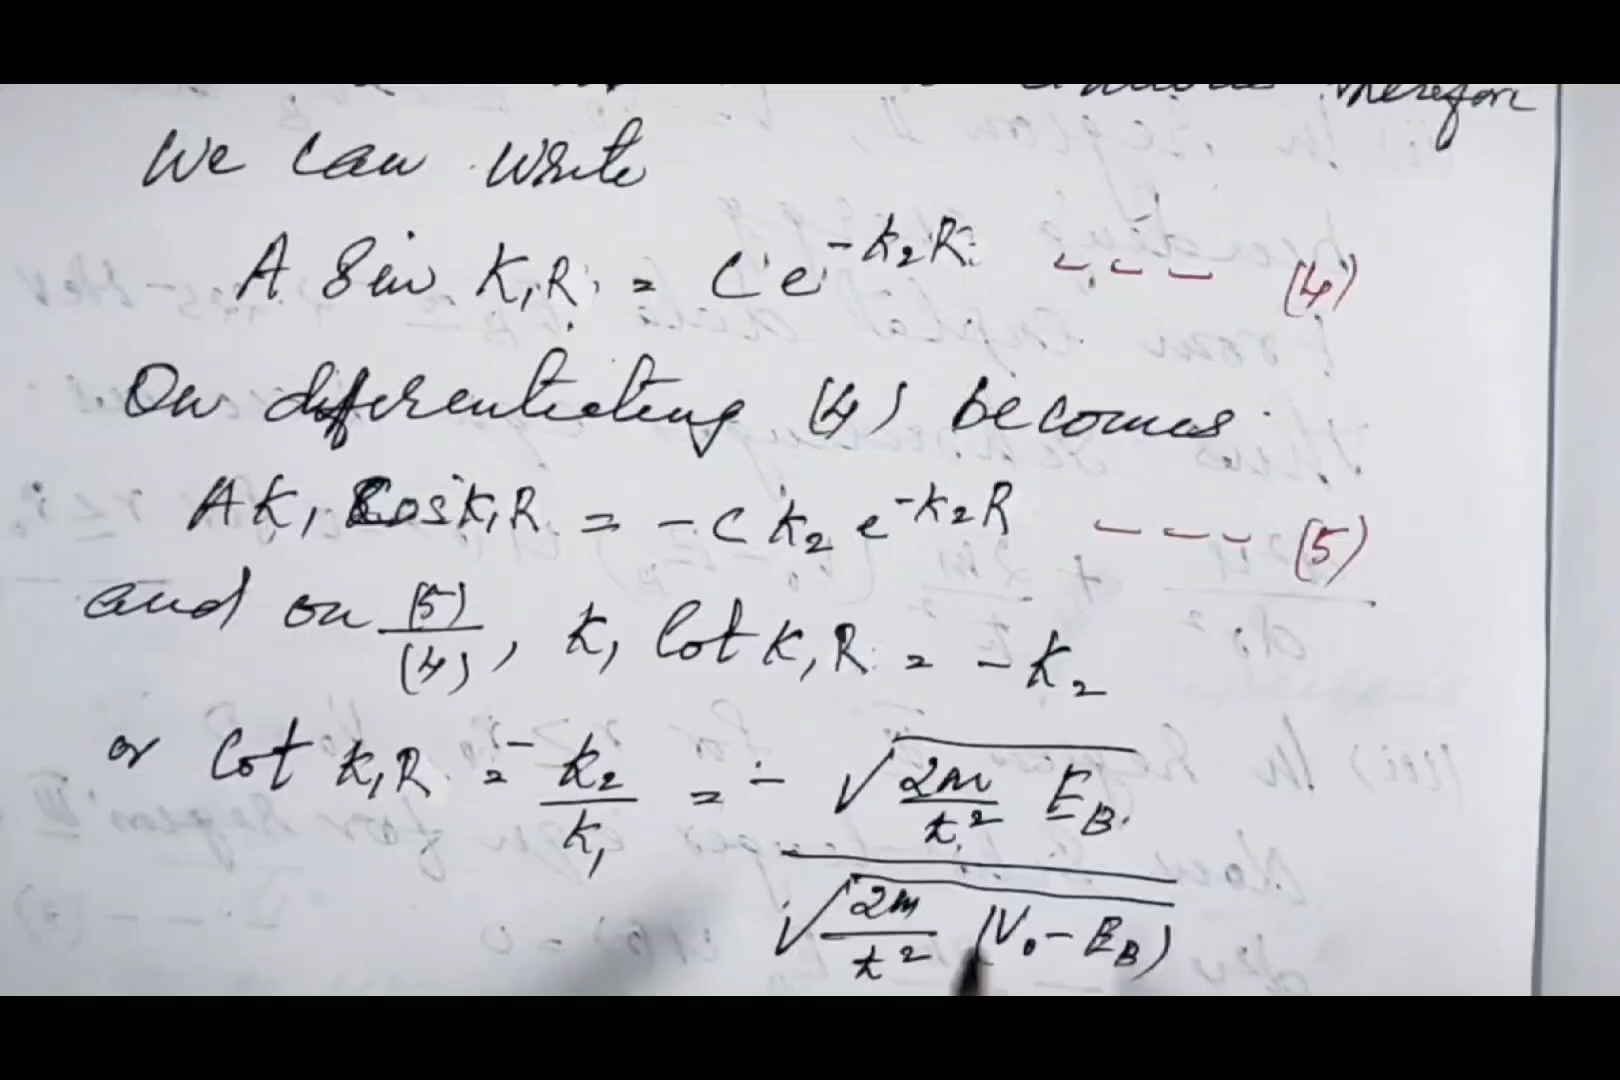 therefore
We can write
A Sin K₁R = C e^{-K₂R} --- (4)
On differentiating (4) becomes
A K₁ Cos K₁R = - C K₂ e^{-K₂R} --- (5)
and on (5)/(4), K₁ Cot K₁R = - K₂
or Cot K₁R = - K₂/K₁ = - √(2m/ħ² E_B) / √(2m/ħ² (V₀ - E_B))